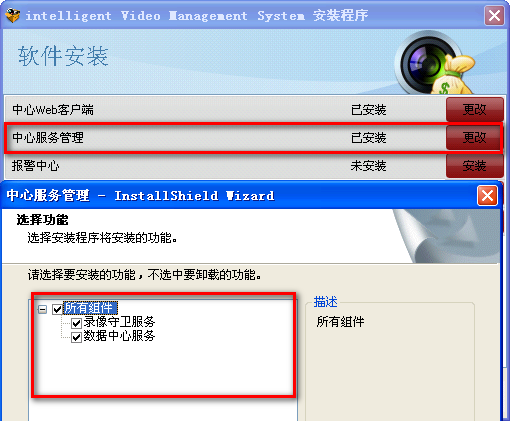 intelligent Video Management System 安装程序
软件安装
中心Web客户端 已安装 更改
中心服务管理 已安装 更改
报警中心 未安装 安装
中心服务管理 - InstallShield Wizard
选择功能
选择安装程序将安装的功能。
请选择要安装的功能，不选中要卸载的功能。
所有组件
录像守卫服务
数据中心服务
描述
所有组件